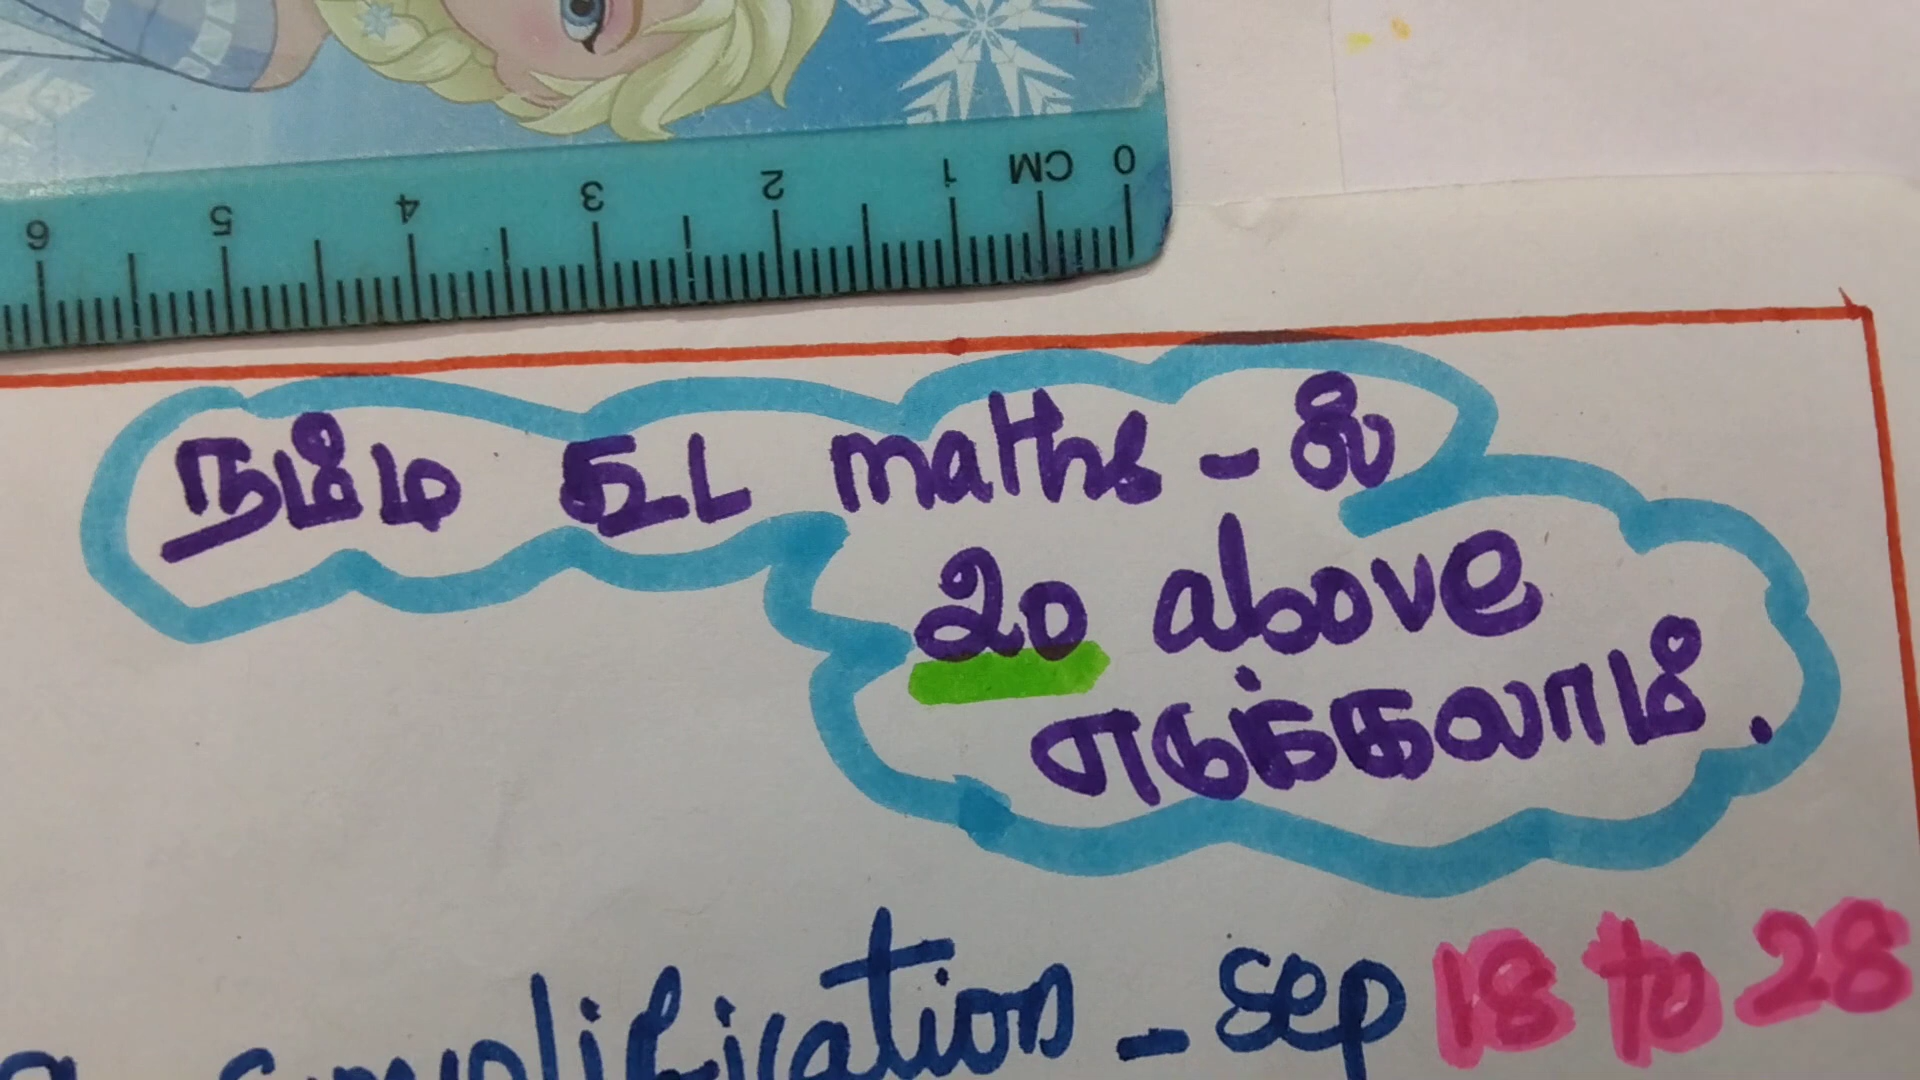 6 5 4 3 2 1 CM 0
நம்ம கூட maths - ல்
20 above
எடுக்கலாம்.
simplification - Sep 18 to 28